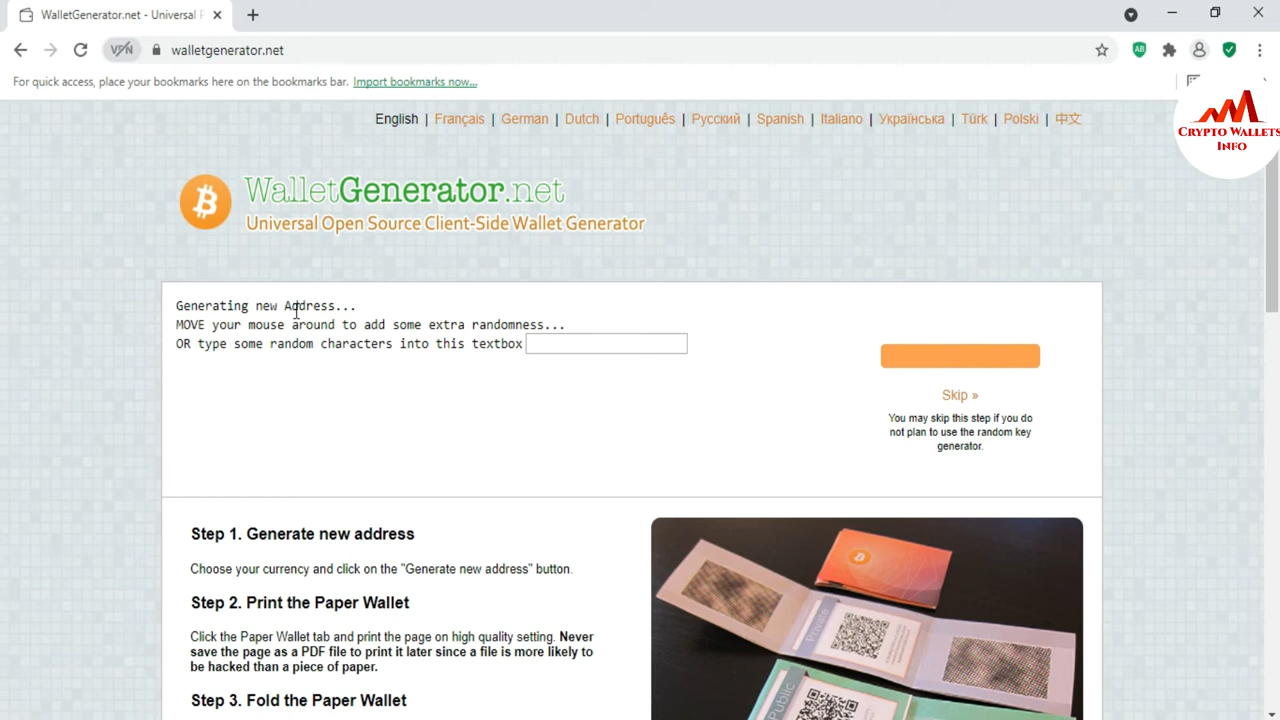 WalletGenerator.net - Universal P
VPN
walletgenerator.net
AB
For quick access, place your bookmarks here on the bookmarks bar. Import bookmarks now...
CRYPTO WALLETS
INFO
English | Français | German | Dutch | Português | Русский | Spanish | Italiano | Українська | Türk | Polski | 中文
WalletGenerator.net
Universal Open Source Client-Side Wallet Generator
Generating new Address...
MOVE your mouse around to add some extra randomness...
OR type some random characters into this textbox
Skip »
You may skip this step if you do
not plan to use the random key
generator.
Step 1. Generate new address
Choose your currency and click on the "Generate new address" button.
Step 2. Print the Paper Wallet
Click the Paper Wallet tab and print the page on high quality setting. Never
save the page as a PDF file to print it later since a file is more likely to
be hacked than a piece of paper.
Step 3. Fold the Paper Wallet
Private
Public